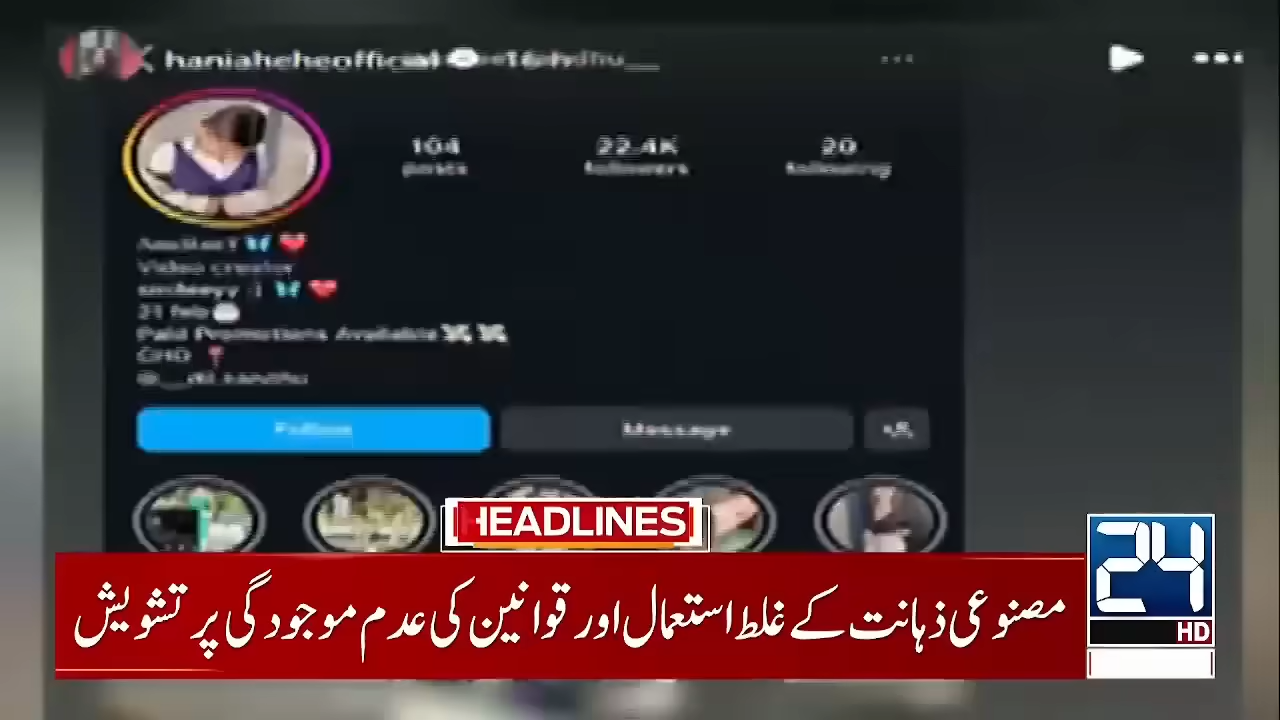 haniaheheofficial
104 22.4K 20
posts followers following
Video creator
21 feb
Paid Promotions Available
GHD
Follow Message
HEADLINES
24
مصنوعی ذہانت کے غلط استعمال اور قوانین کی عدم موجودگی پر تشویش
HD